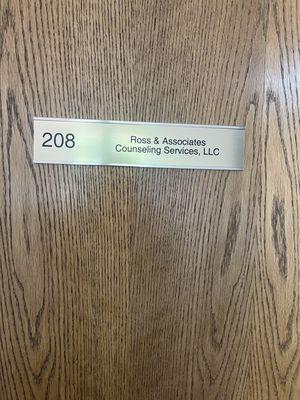 208
Ross & Associates
Counseling Services, LLC